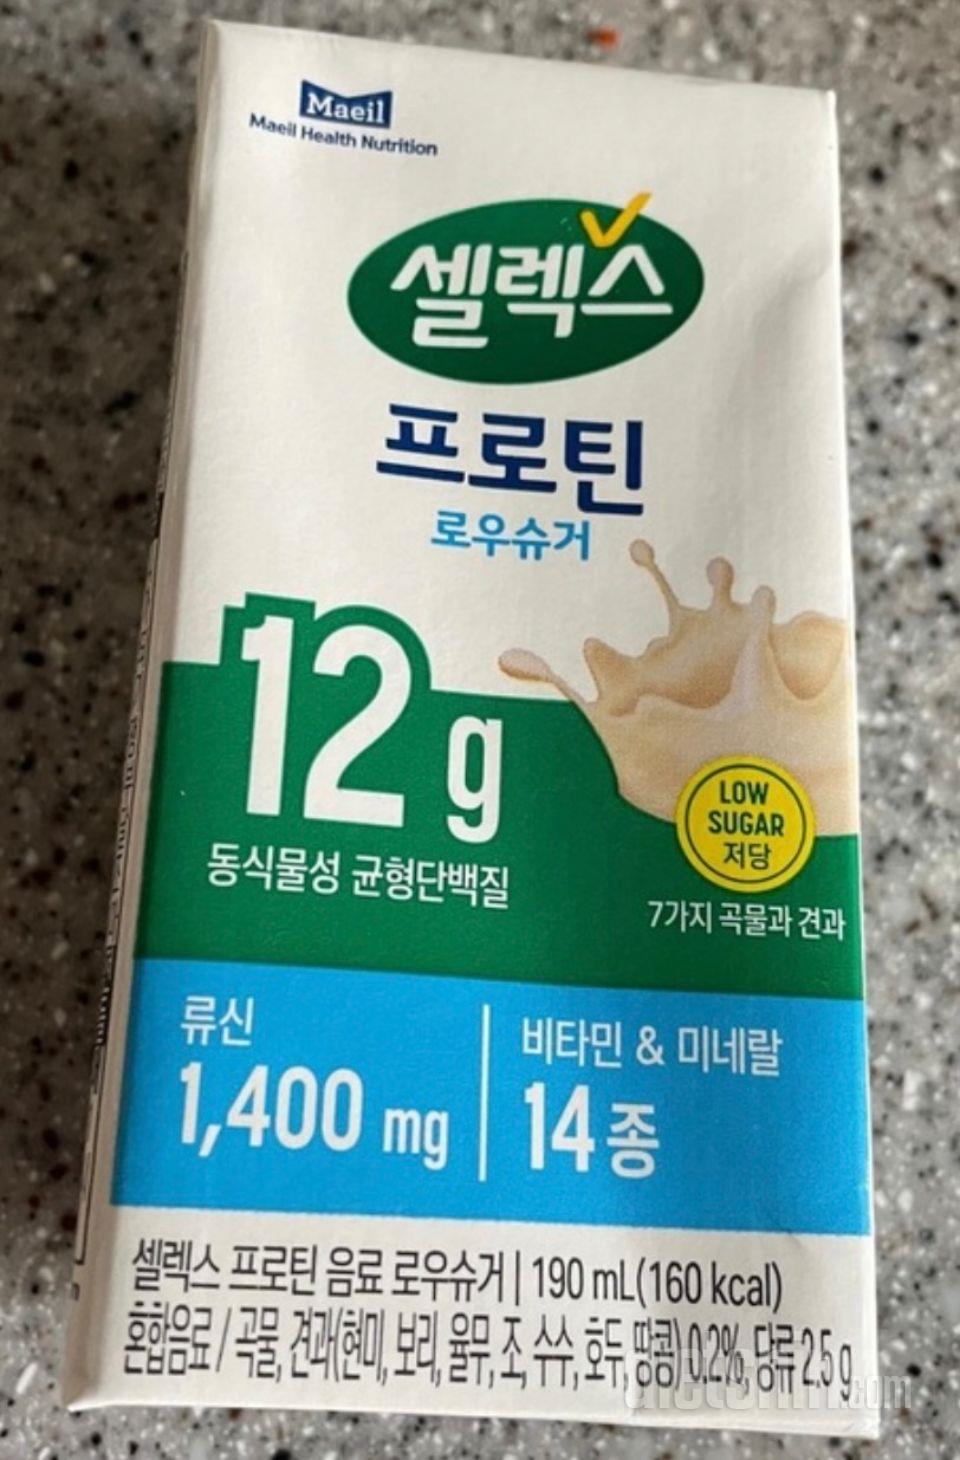 Maeil
Maeil Health Nutrition
셀렉스
프로틴
로우슈거
12 g
동식물성 균형단백질
LOW
SUGAR
저당
7가지 곡물과 견과
류신
1,400 mg
비타민 & 미네랄
14 종
셀렉스 프로틴 음료 로우슈거 | 190 mL(160 kcal)
혼합음료 / 곡물, 견과(현미, 보리, 율무, 조, 수수, 호두, 땅콩) 0.2%, 당류 2.5 g